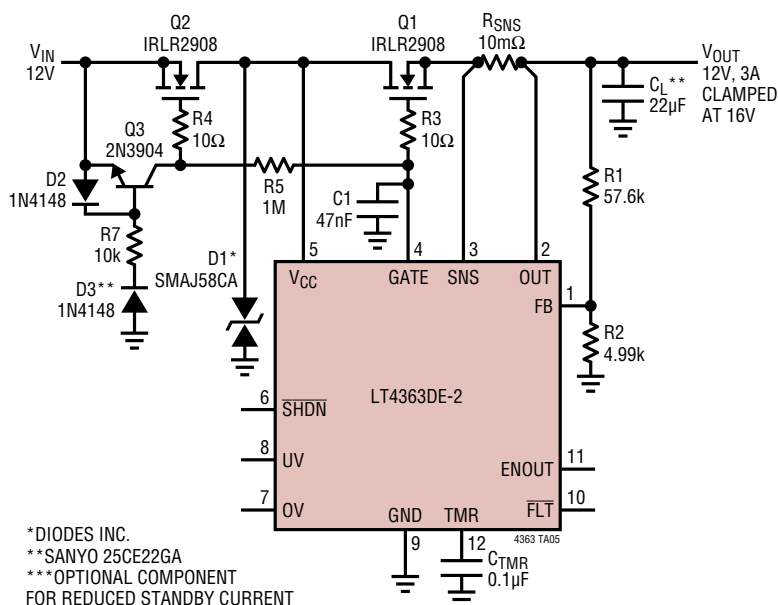 V_IN
12V
Q2
IRLR2908
Q1
IRLR2908
R_SNS
10mΩ
V_OUT
12V, 3A
CLAMPED
AT 16V
C_L**
22µF
R4
10Ω
R3
10Ω
Q3
2N3904
D2
1N4148
R5
1M
R1
57.6k
C1
47nF
R7
10k
D1*
SMAJ58CA
D3**
1N4148
5
4
3
2
V_CC
GATE
SNS
OUT
FB
1
R2
4.99k
LT4363DE-2
6
SHDN
8
UV
7
OV
ENOUT
11
FLT
10
GND
TMR
9
12
4363 TA05
C_TMR
0.1µF
*DIODES INC.
**SANYO 25CE22GA
***OPTIONAL COMPONENT
FOR REDUCED STANDBY CURRENT